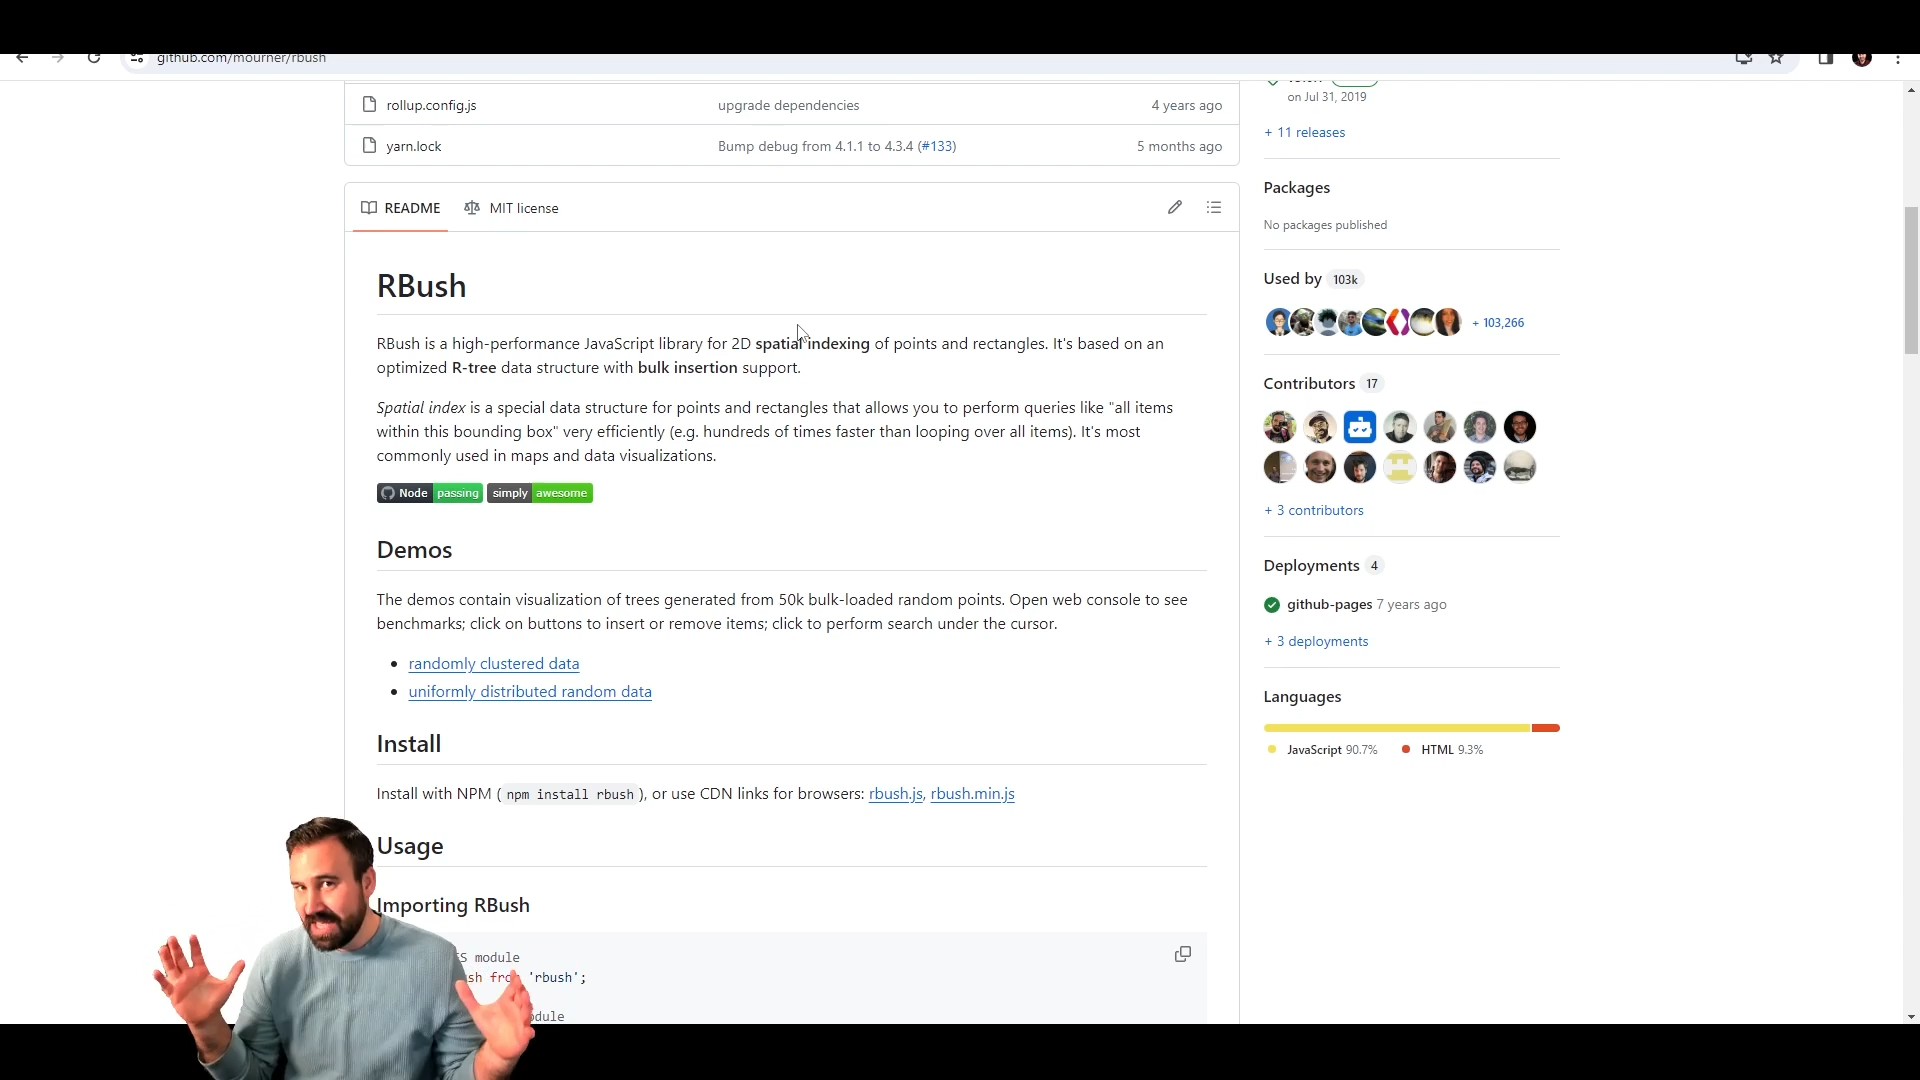 github.com/mourner/rbush
rollup.config.js upgrade dependencies 4 years ago
yarn.lock Bump debug from 4.1.1 to 4.3.4 (#133) 5 months ago
README MIT license
RBush
RBush is a high-performance JavaScript library for 2D spatial indexing of points and rectangles. It's based on an
optimized R-tree data structure with bulk insertion support.
Spatial index is a special data structure for points and rectangles that allows you to perform queries like "all items
within this bounding box" very efficiently (e.g. hundreds of times faster than looping over all items). It's most
commonly used in maps and data visualizations.
Node passing simply awesome
Demos
The demos contain visualization of trees generated from 50k bulk-loaded random points. Open web console to see
benchmarks; click on buttons to insert or remove items; click to perform search under the cursor.
randomly clustered data
uniformly distributed random data
Install
Install with NPM ( npm install rbush ), or use CDN links for browsers: rbush.js, rbush.min.js
Usage
Importing RBush
S module
'rbush';
on Jul 31, 2019
+ 11 releases
Packages
No packages published
Used by 103k
+ 103,266
Contributors 17
+ 3 contributors
Deployments 4
github-pages 7 years ago
+ 3 deployments
Languages
JavaScript 90.7% HTML 9.3%